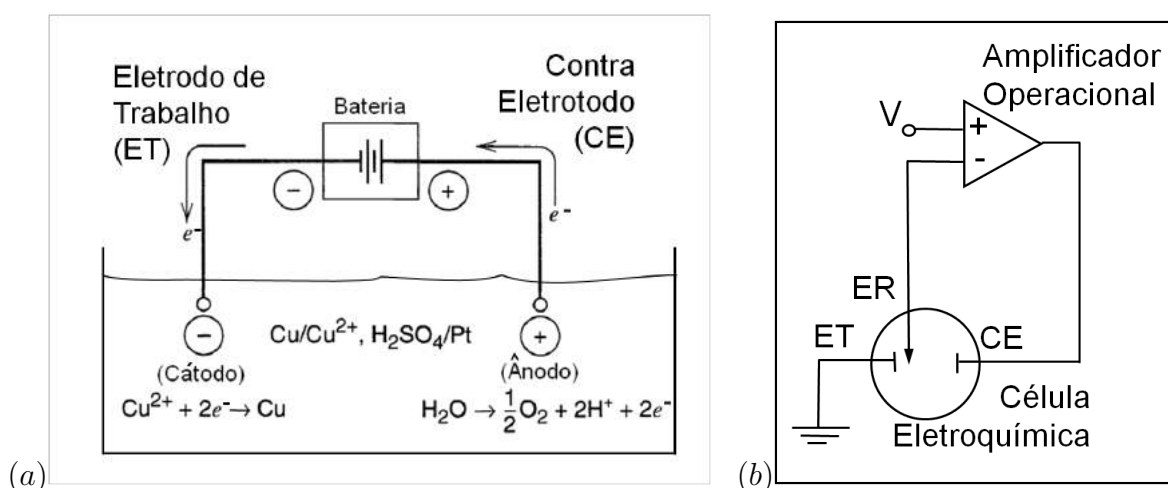 Eletrodo de
Trabalho
(ET)
Bateria
Contra
Eletrotodo
(CE)
−
+
e⁻
e⁻
−
(Cátodo)
Cu²⁺ + 2e⁻→ Cu
Cu/Cu²⁺, H₂SO₄/Pt
+
(Ânodo)
H₂O → ½O₂ + 2H⁺ + 2e⁻
(a)
Amplificador
Operacional
V
+
-
ER
ET
CE
Célula
Eletroquímica
(b)